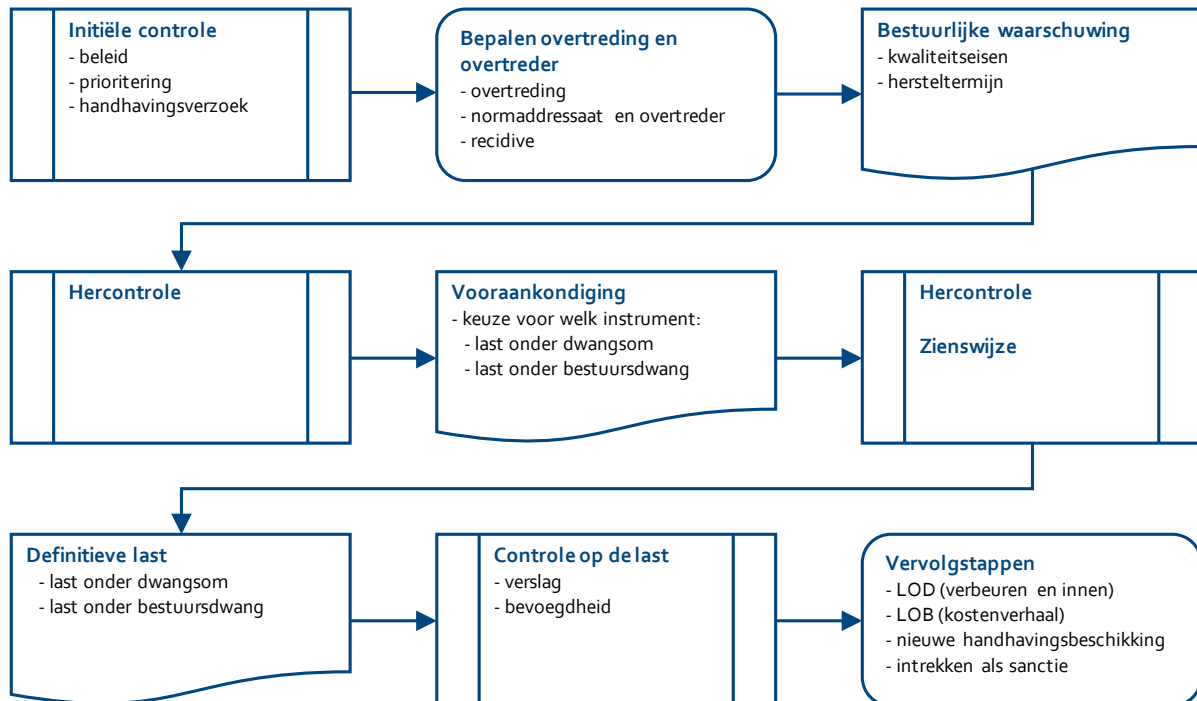 Initiële controle
- beleid
- prioritering
- handhavingsverzoek
Bepalen overtreding en
overtreder
- overtreding
- normaddressaat en overtreder
- recidive
Bestuurlijke waarschuwing
- kwaliteitseisen
- hersteltermijn
Hercontrole
Vooraankondiging
- keuze voor welk instrument:
- last onder dwangsom
- last onder bestuursdwang
Hercontrole
Zienswijze
Definitieve last
- last onder dwangsom
- last onder bestuursdwang
Controle op de last
- verslag
- bevoegdheid
Vervolgstappen
- LOD (verbeuren en innen)
- LOB (kostenverhaal)
- nieuwe handhavingsbeschikking
- intrekken als sanctie